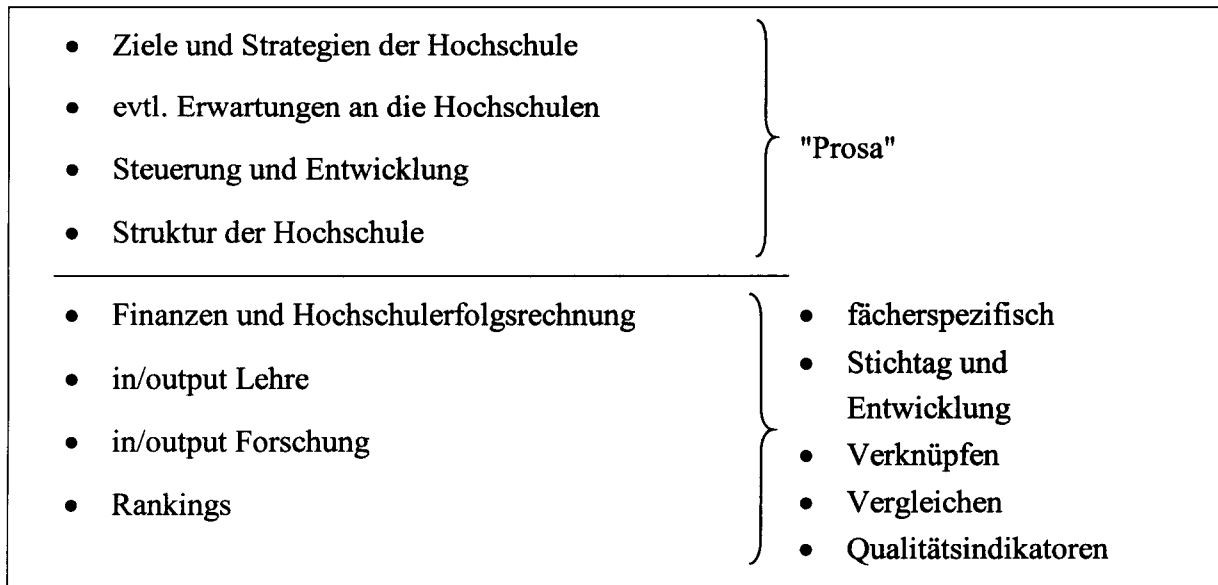 • Ziele und Strategien der Hochschule
• evtl. Erwartungen an die Hochschulen
• Steuerung und Entwicklung
• Struktur der Hochschule
"Prosa"
• Finanzen und Hochschulerfolgsrechnung
• in/output Lehre
• in/output Forschung
• Rankings
• fächerspezifisch
• Stichtag und
Entwicklung
• Verknüpfen
• Vergleichen
• Qualitätsindikatoren